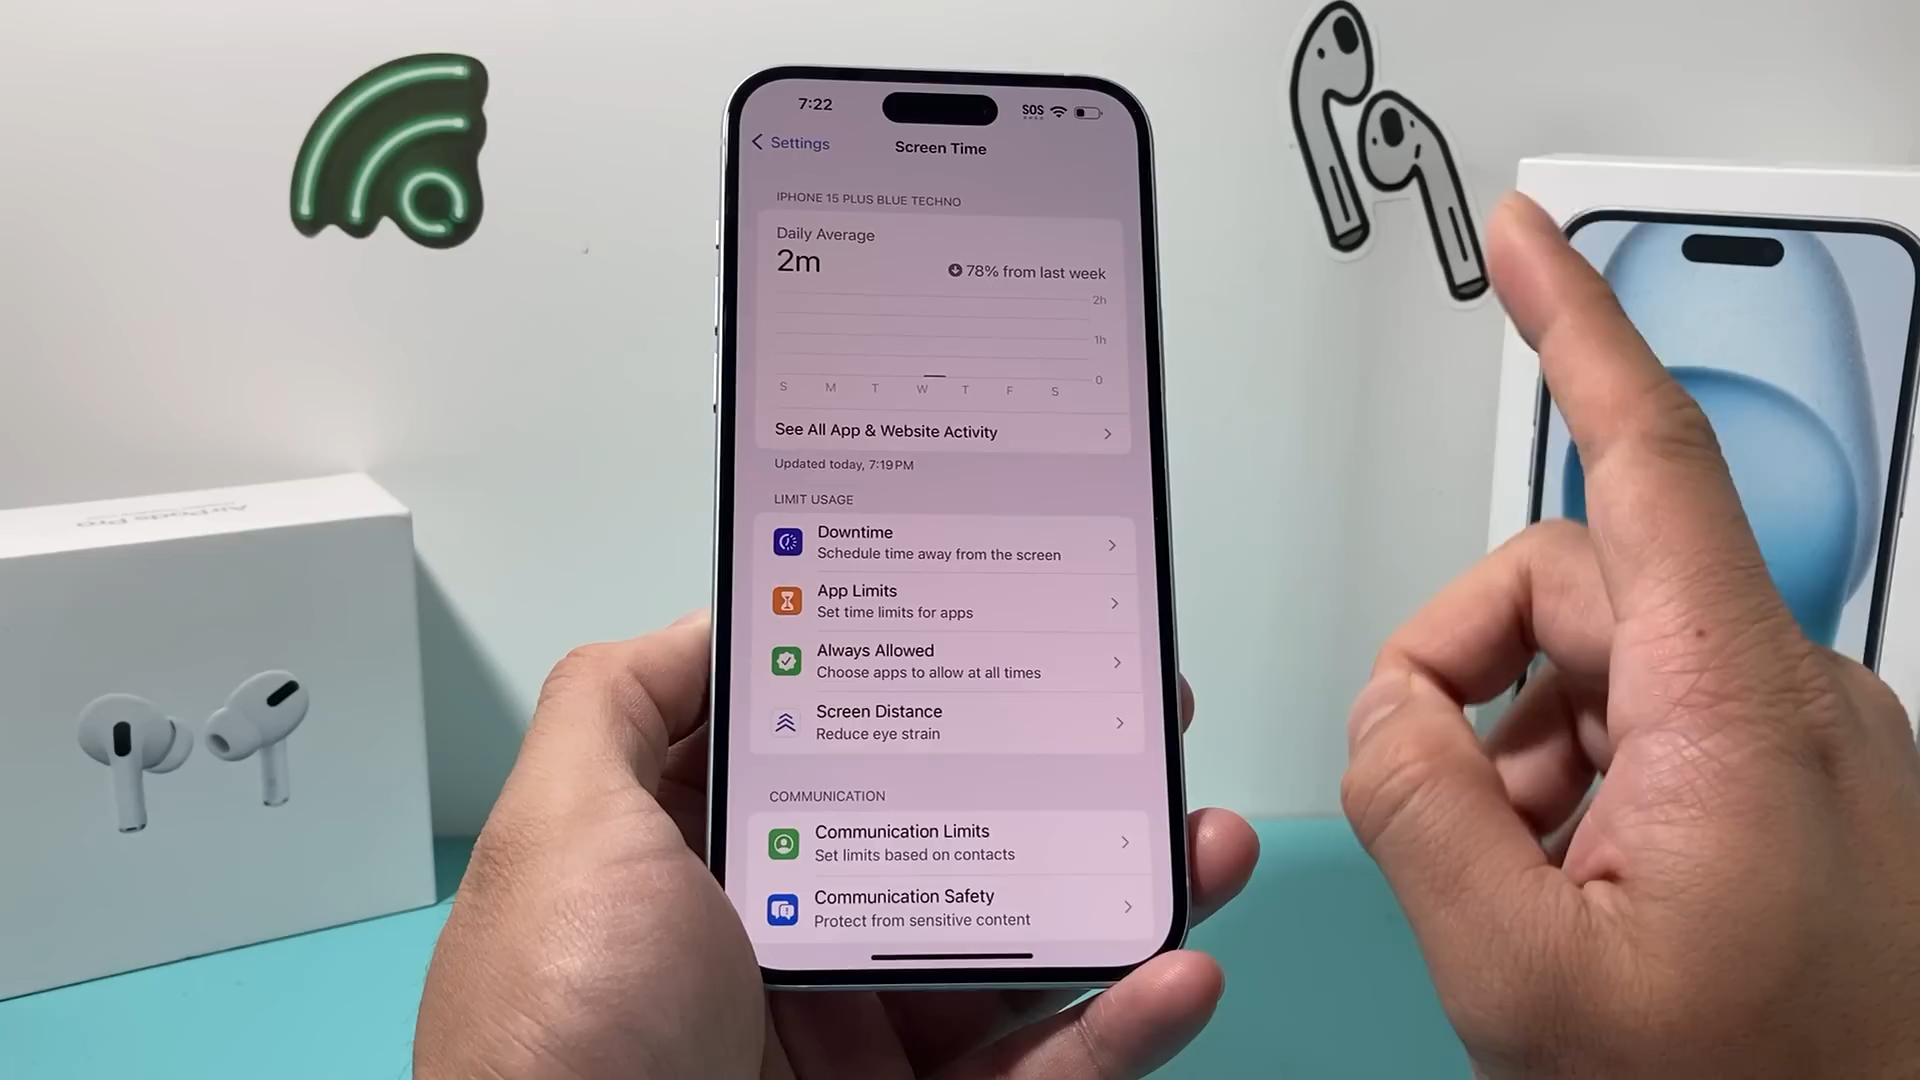 7:22
SOS
Settings
Screen Time
IPHONE 15 PLUS BLUE TECHNO
Daily Average
2m
78% from last week
2h
1h
0
S M T W T F S
See All App & Website Activity
Updated today, 7:19 PM
LIMIT USAGE
Downtime
Schedule time away from the screen
App Limits
Set time limits for apps
Always Allowed
Choose apps to allow at all times
Screen Distance
Reduce eye strain
COMMUNICATION
Communication Limits
Set limits based on contacts
Communication Safety
Protect from sensitive content
AirPods Pro